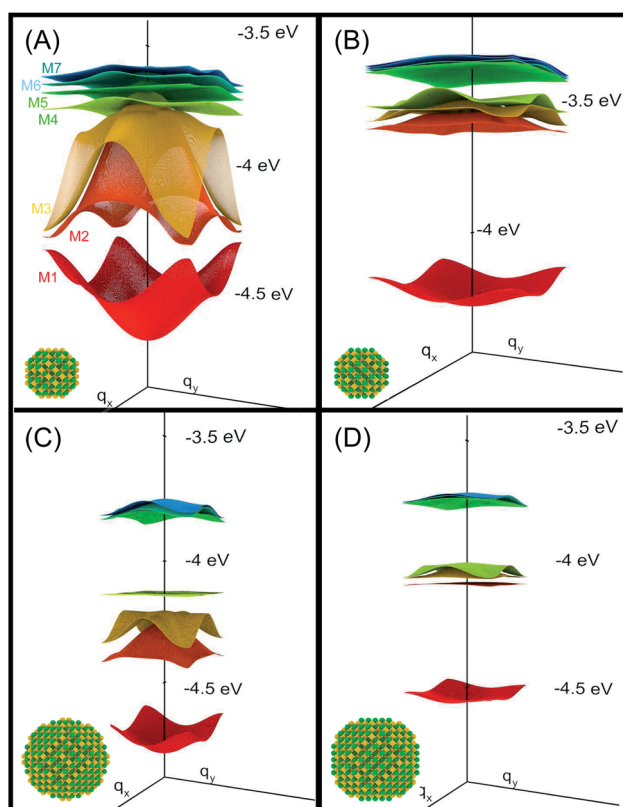 (A)
-3.5 eV
M7
M6
M5
M4
-4 eV
M3
M2
M1
-4.5 eV
qx
qy
(B)
-3.5 eV
-4 eV
qx
qy
(C)
-3.5 eV
-4 eV
-4.5 eV
qx
qy
(D)
-3.5 eV
-4 eV
-4.5 eV
qx
qy